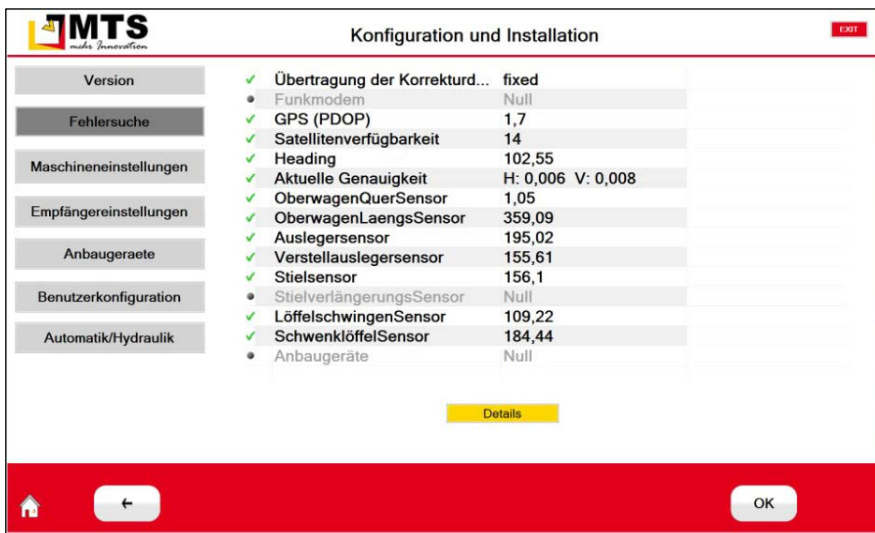 MTS
mehr Innovation
Konfiguration und Installation
EXIT
Version
Fehlersuche
Maschineneinstellungen
Empfängereinstellungen
Anbaugeraete
Benutzerkonfiguration
Automatik/Hydraulik
Übertragung der Korrekturd... fixed
Funkmodem Null
GPS (PDOP) 1,7
Satellitenverfügbarkeit 14
Heading 102,55
Aktuelle Genauigkeit H: 0,006 V: 0,008
OberwagenQuerSensor 1,05
OberwagenLaengsSensor 359,09
Auslegersensor 195,02
Verstellauslegersensor 155,61
Stielsensor 156,1
StielverlängerungsSensor Null
LöffelschwingenSensor 109,22
SchwenklöffelSensor 184,44
Anbaugeräte Null
Details
OK